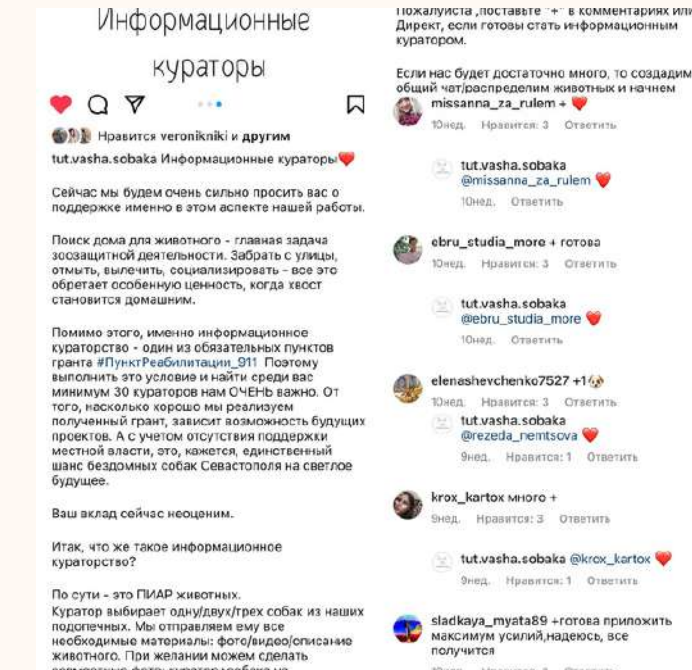 Информационные
кураторы
Нравится veronikniki и другим
tut.vasha.sobaka Информационные кураторы❤️
Сейчас мы будем очень сильно просить вас о
поддержке именно в этом аспекте нашей работы.
Поиск дома для животного - главная задача
зоозащитной деятельности. Забрать с улицы,
отмыть, вылечить, социализировать - все это
обретает особенную ценность, когда хвост
становится домашним.
Помимо этого, именно информационное
кураторство - один из обязательных пунктов
гранта #ПунктРеабилитации_911 Поэтому
выполнить это условие и найти среди вас
минимум 30 кураторов нам ОЧЕНЬ важно. От
того, насколько хорошо мы реализуем
полученный грант, зависит возможность будущих
проектов. А с учетом отсутствия поддержки
местной власти, это, кажется, единственный
шанс бездомных собак Севастополя на светлое
будущее.
Ваш вклад сейчас неоценим.
Итак, что же такое информационное
кураторство?
По сути - это ПИАР животных.
Куратор выбирает одну/двух/трех собак из наших
подопечных. Мы отправляем ему все
необходимые материалы: фото/видео/описание
животного. При желании можем сделать
совместные фото: куратор+собака на
Пожалуйста ,поставьте "+" в комментариях или
Директ, если готовы стать информационным
куратором.
Если нас будет достаточно много, то создадим
общий чат/распределим животных и начнем
missanna_za_rulem + ❤️
10нед. Нравится: 3 Ответить
tut.vasha.sobaka
@missanna_za_rulem ❤️
10нед. Ответить
ebru_studia_more + готова
10нед. Нравится: 3 Ответить
tut.vasha.sobaka
@ebru_studia_more ❤️
10нед. Ответить
elenashevchenko7527 +1🐶
10нед. Нравится: 3 Ответить
tut.vasha.sobaka
@rezeda_nemtsova ❤️
9нед. Нравится: 1 Ответить
krox_kartox много +
9нед. Нравится: 3 Ответить
tut.vasha.sobaka @krox_kartox ❤️
9нед. Нравится: 1 Ответить
sladkaya_myata89 +готова приложить
максимум усилий,надеюсь, все
получится